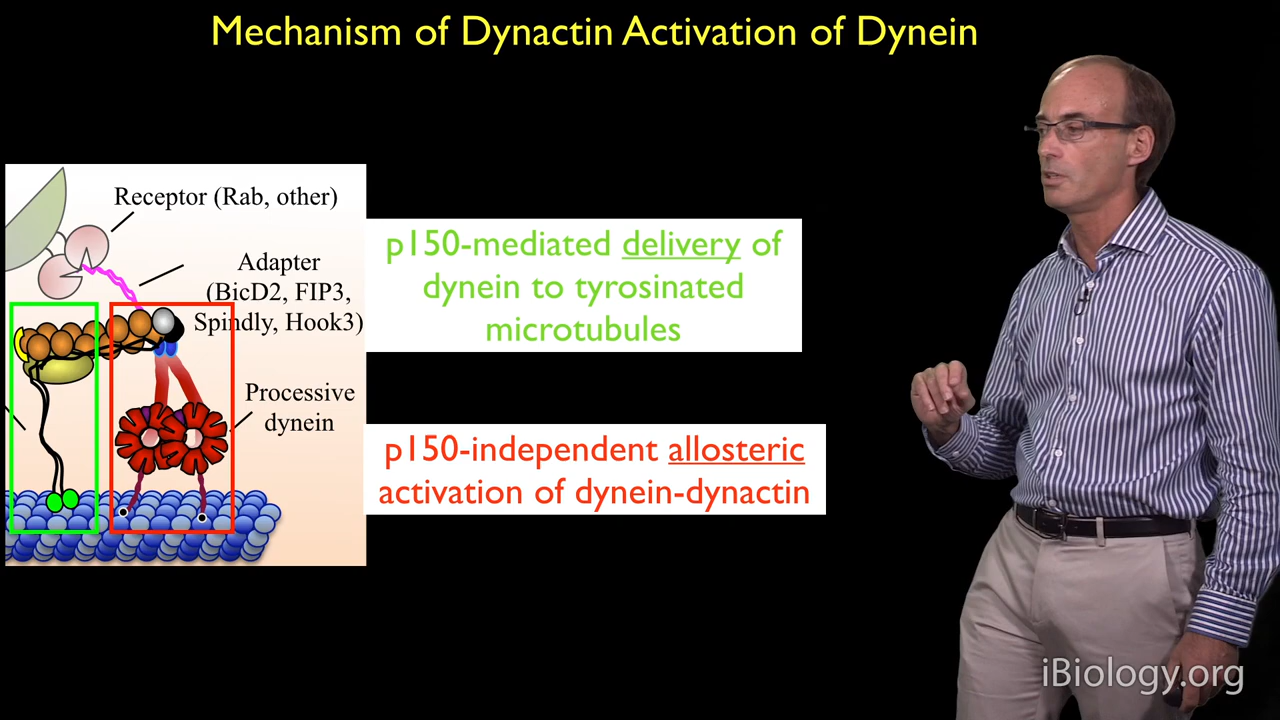 Mechanism of Dynactin Activation of Dynein
Receptor (Rab, other)
Adapter
(BicD2, FIP3,
Spindly, Hook3)
Processive
dynein
p150-mediated delivery of
dynein to tyrosinated
microtubules
p150-independent allosteric
activation of dynein-dynactin
iBiology.org